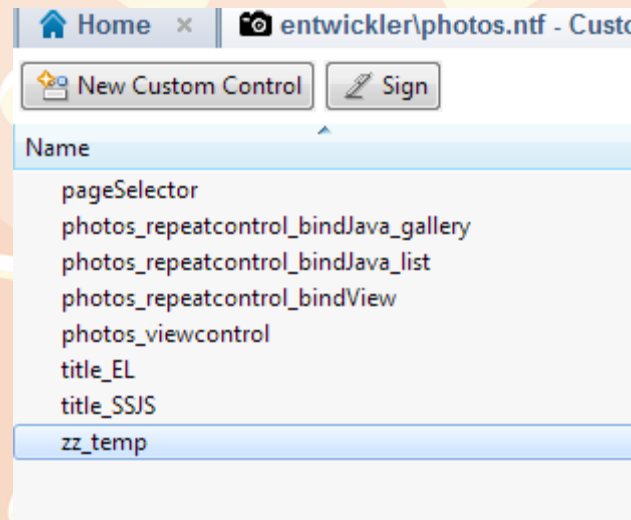 Home × entwickler\photos.ntf - Custo
New Custom Control Sign
Name
pageSelector
photos_repeatcontrol_bindJava_gallery
photos_repeatcontrol_bindJava_list
photos_repeatcontrol_bindView
photos_viewcontrol
title_EL
title_SSJS
zz_temp